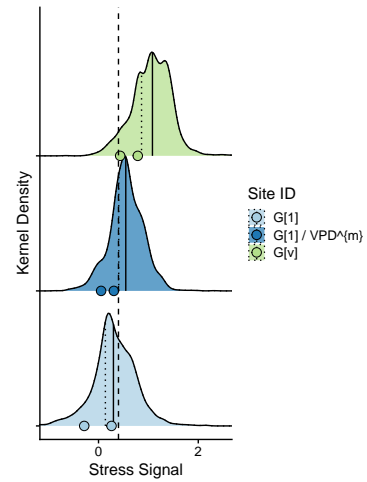 Kernel Density
Site ID
G[1]
G[1] / VPD^{m}
G[v]
0
2
Stress Signal